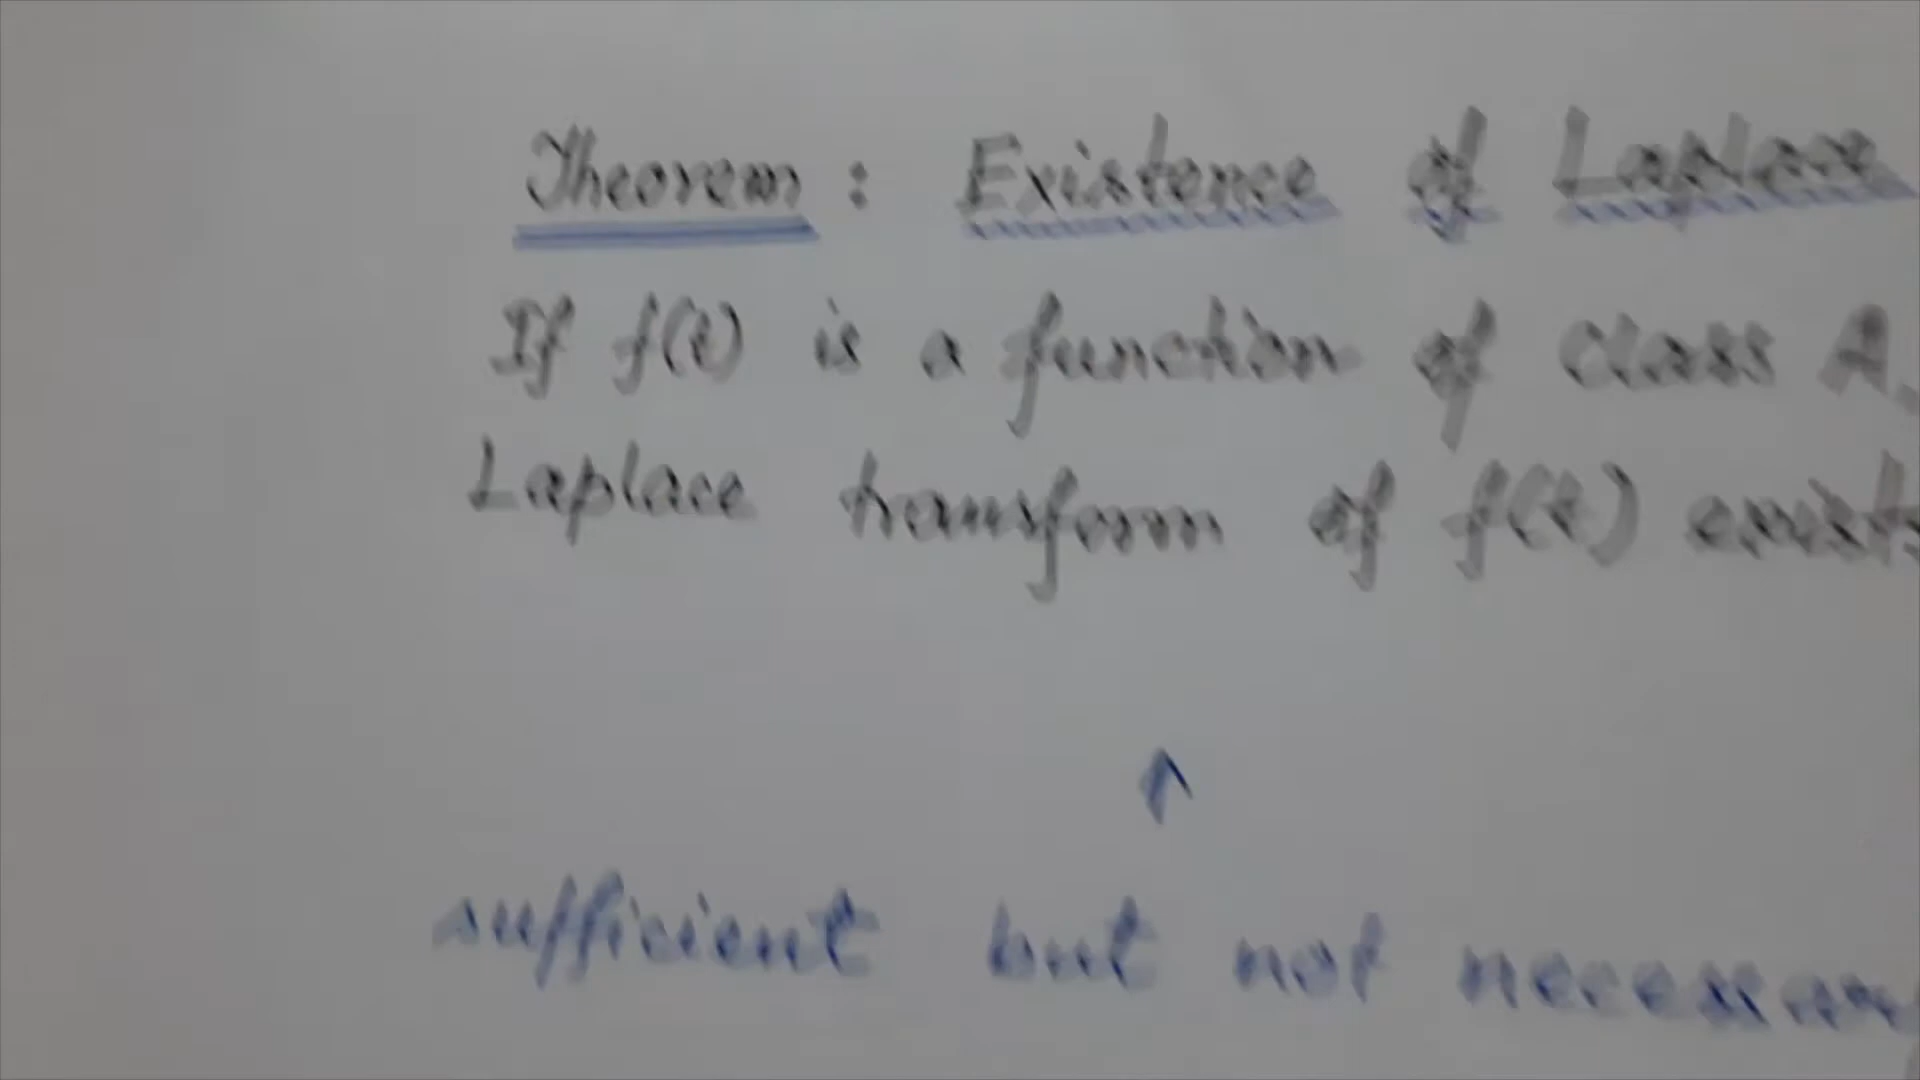 Theorem : Existence of Laplace
If f(t) is a function of class A,
Laplace transform of f(t) exists
sufficient but not necessary